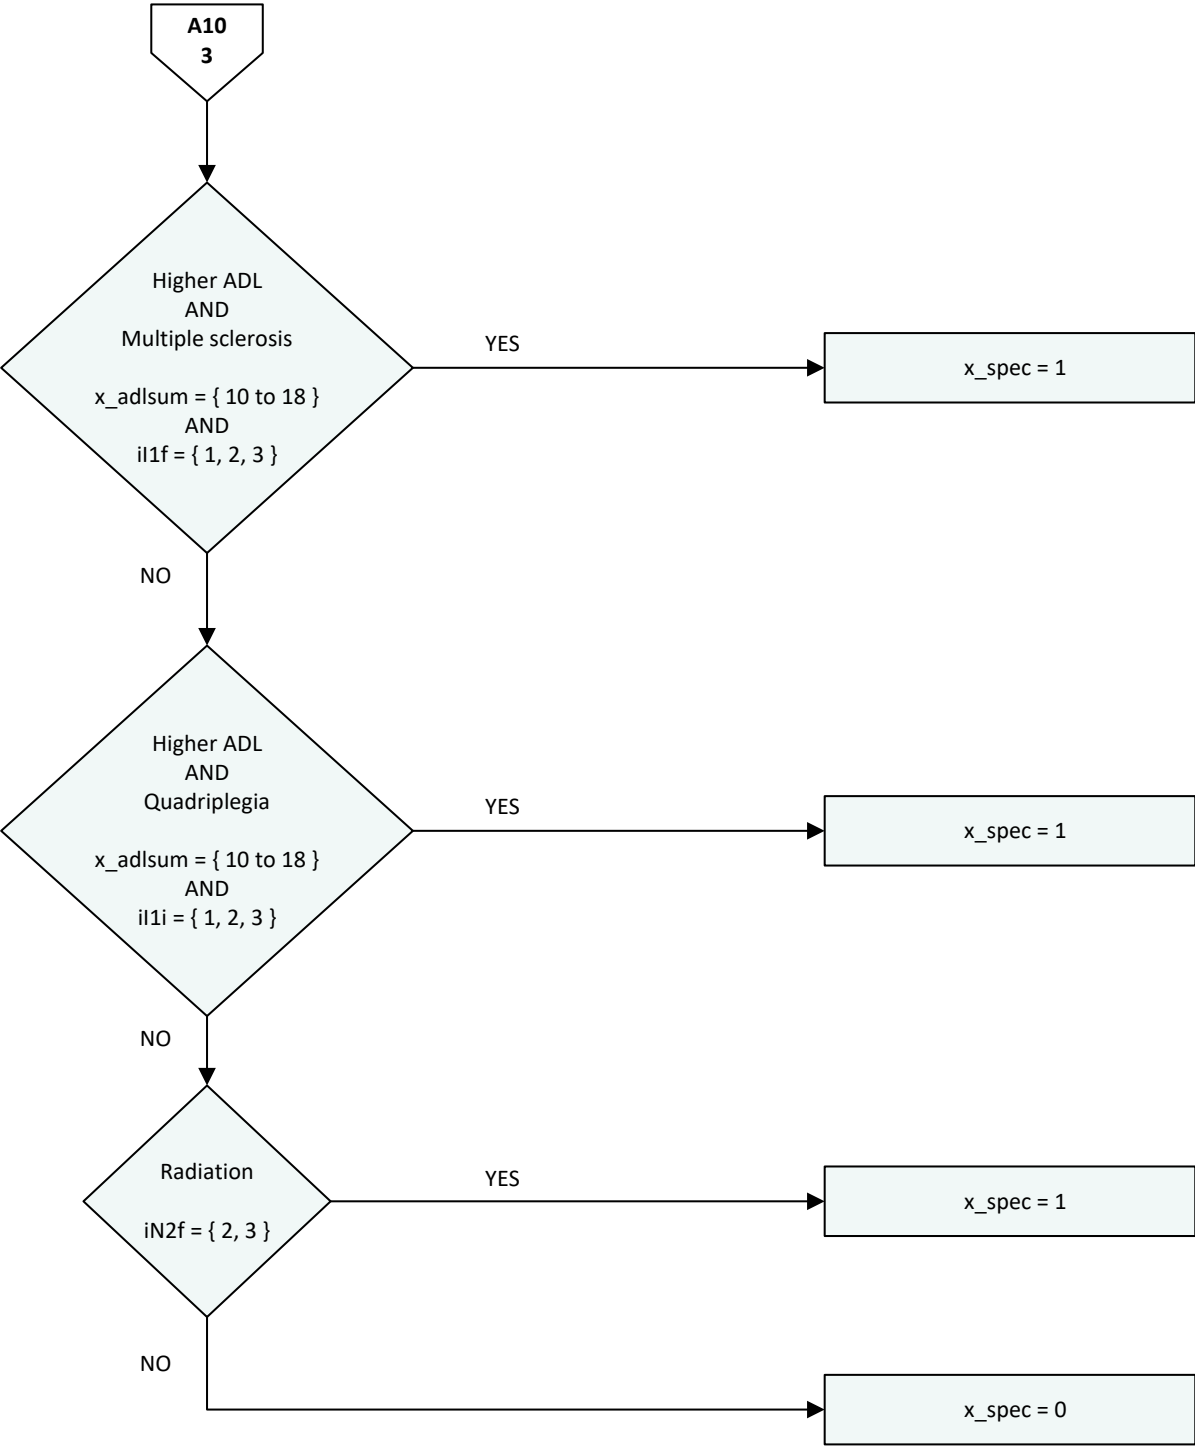 A10
3
Higher ADL
AND
Multiple sclerosis
x_adlsum = { 10 to 18 }
AND
iI1f = { 1, 2, 3 }
YES
x_spec = 1
NO
Higher ADL
AND
Quadriplegia
x_adlsum = { 10 to 18 }
AND
iI1i = { 1, 2, 3 }
YES
x_spec = 1
NO
Radiation
iN2f = { 2, 3 }
YES
x_spec = 1
NO
x_spec = 0